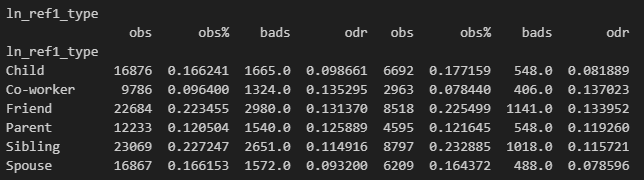 ln_ref1_type
obs obs% bads odr obs obs% bads odr
ln_ref1_type
Child 16876 0.166241 1665.0 0.098661 6692 0.177159 548.0 0.081889
Co-worker 9786 0.096400 1324.0 0.135295 2963 0.078440 406.0 0.137023
Friend 22684 0.223455 2980.0 0.131370 8518 0.225499 1141.0 0.133952
Parent 12233 0.120504 1540.0 0.125889 4595 0.121645 548.0 0.119260
Sibling 23069 0.227247 2651.0 0.114916 8797 0.232885 1018.0 0.115721
Spouse 16867 0.166153 1572.0 0.093200 6209 0.164372 488.0 0.078596